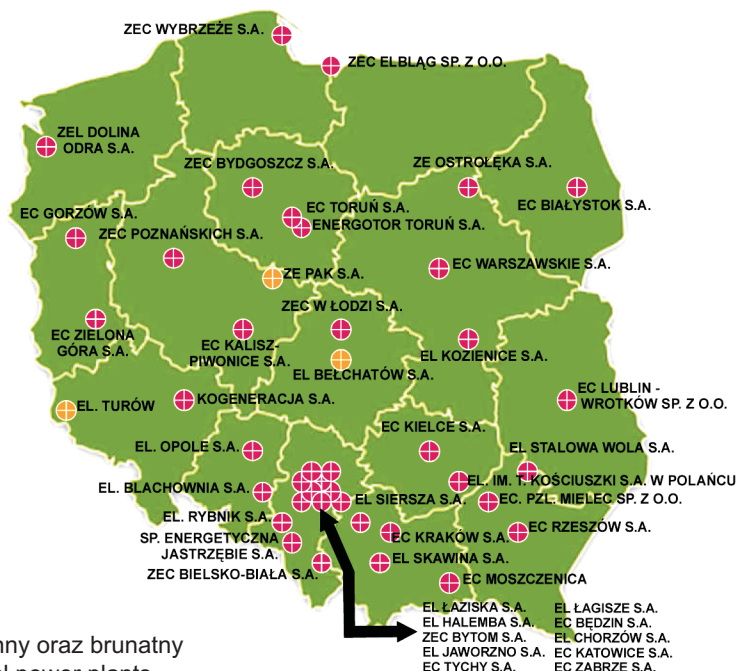 ZEC WYBRZEŻE S.A.
ZEC ELBLĄG SP. Z O.O.
ZEL DOLINA
ODRA S.A.
ZEC BYDGOSZCZ S.A.
ZE OSTROŁĘKA S.A.
EC BIAŁYSTOK S.A.
EC TORUŃ S.A.
ENERGOTOR TORUŃ S.A.
EC GORZÓW S.A.
ZEC POZNAŃSKICH S.A.
EC WARSZAWSKIE S.A.
ZE PAK S.A.
ZEC W ŁODZI S.A.
EC ZIELONA
GÓRA S.A.
EC KALISZ-
PIWONICE S.A.
EL KOZIENICE S.A.
EL BEŁCHATÓW S.A.
EL. TURÓW
KOGENERACJA S.A.
EC LUBLIN -
WROTKÓW SP. Z O.O.
EC KIELCE S.A.
EL. OPOLE S.A.
EL STALOWA WOLA S.A.
EL. BLACHOWNIA S.A.
EL SIERSZA S.A.
EL. IM. T. KOŚCIUSZKI S.A. W POLAŃCU
EC. PZL. MIELEC SP. Z O.O.
EL. RYBNIK S.A.
EC KRAKÓW S.A.
EC RZESZÓW S.A.
SP. ENERGETYCZNA
JASTRZĘBIE S.A.
EL SKAWINA S.A.
ZEC BIELSKO-BIAŁA S.A.
EC MOSZCZENICA
EL ŁAZISKA S.A. EL ŁAGISZE S.A.
EL HALEMBA S.A. EC BĘDZIN S.A.
ZEC BYTOM S.A. EL CHORZÓW S.A.
EL JAWORZNO S.A. EC KATOWICE S.A.
EC TYCHY S.A. EC ZABRZE S.A.
nny oraz brunatny